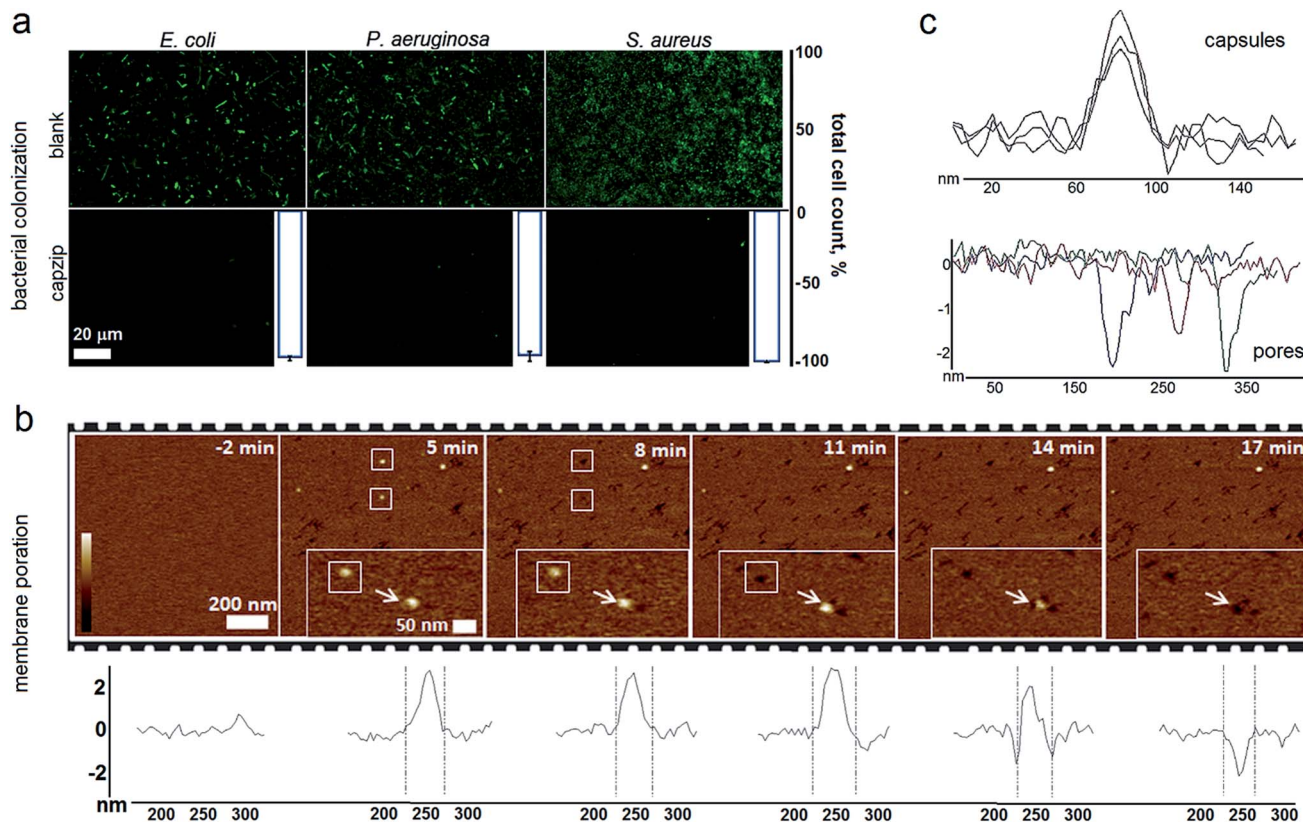 a
E. coli P. aeruginosa S. aureus
bacterial colonization
blank
capzip
20 μm
100
50
0
-50
-100
total cell count, %
c
capsules
nm 20 60 100 140
0
-1
-2
pores
nm 50 150 250 350
b
membrane poration
-2 min 5 min 8 min 11 min 14 min 17 min
200 nm
50 nm
2
0
-2
nm
200 250 300 200 250 300 200 250 300 200 250 300 200 250 300 200 250 300